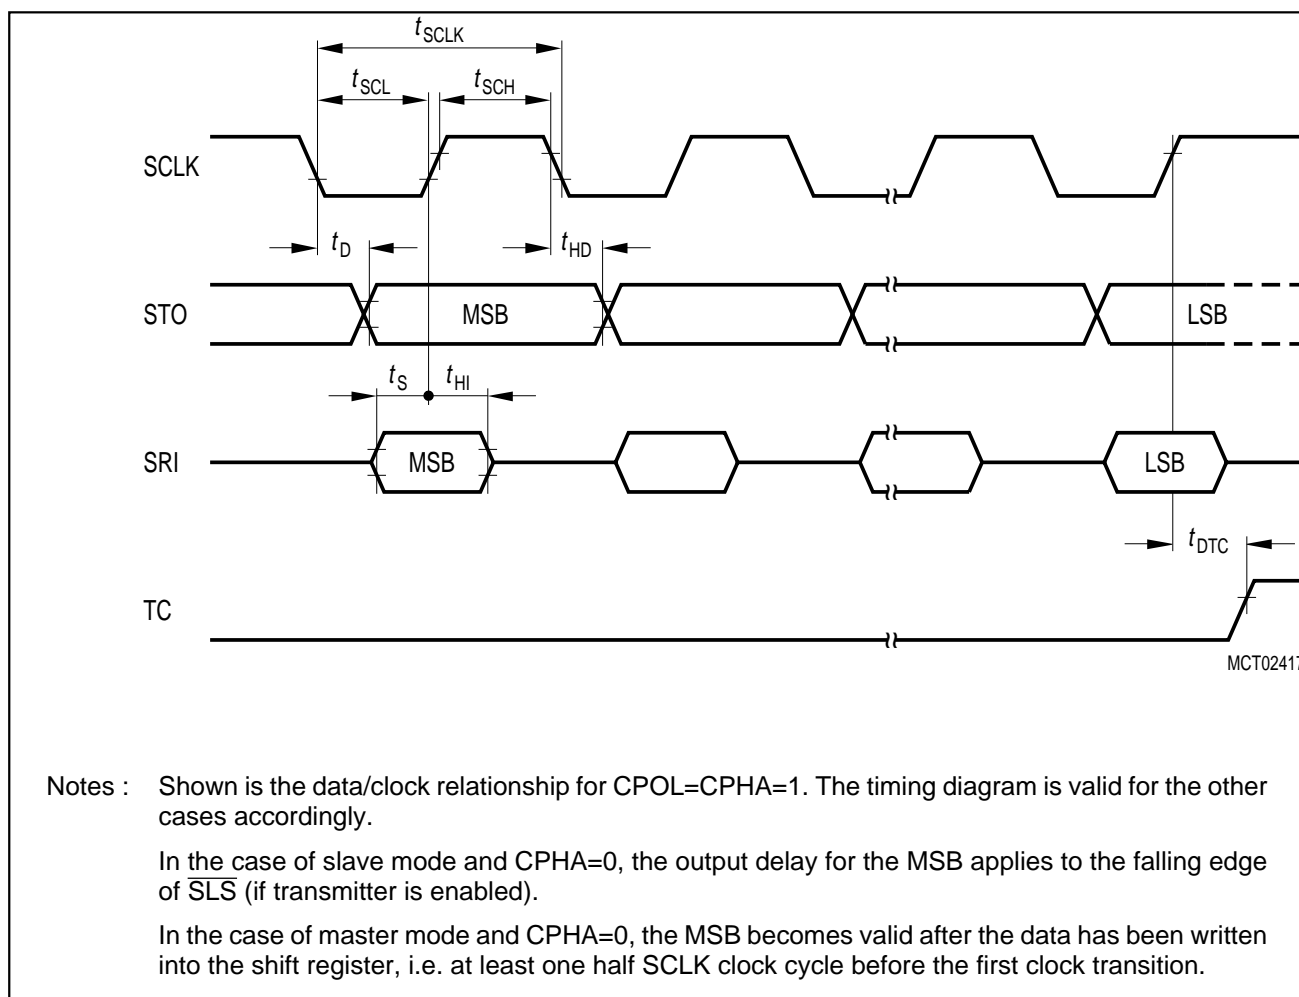 tSCLK
tSCL tSCH
SCLK
tD tHD
STO MSB LSB
tS tHI
SRI MSB LSB
tDTC
TC
MCT02417
Notes : Shown is the data/clock relationship for CPOL=CPHA=1. The timing diagram is valid for the other
cases accordingly.
In the case of slave mode and CPHA=0, the output delay for the MSB applies to the falling edge
of SLS (if transmitter is enabled).
In the case of master mode and CPHA=0, the MSB becomes valid after the data has been written
into the shift register, i.e. at least one half SCLK clock cycle before the first clock transition.